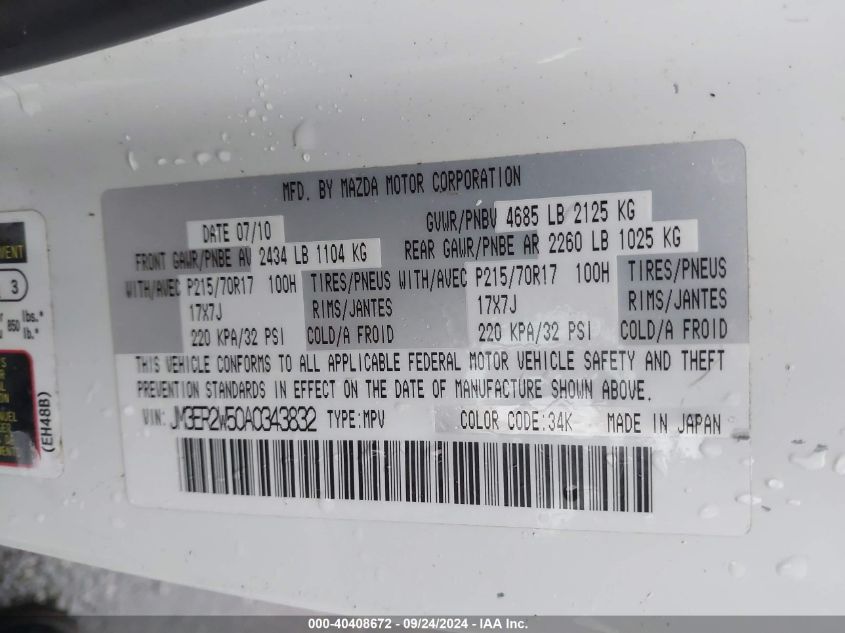 MFD. BY MAZDA MOTOR CORPORATION
DATE 07/10 GVWR/PNBV 4685 LB 2125 KG
FRONT GAWR/PNBE AV 2434 LB 1104 KG REAR GAWR/PNBE AR 2260 LB 1025 KG
WITH/AVEC P215/70R17 100H TIRES/PNEUS WITH/AVEC P215/70R17 100H TIRES/PNEUS
17X7J RIMS/JANTES 17X7J RIMS/JANTES
220 KPA/32 PSI COLD/A FROID 220 KPA/32 PSI COLD/A FROID
THIS VEHICLE CONFORMS TO ALL APPLICABLE FEDERAL MOTOR VEHICLE SAFETY AND THEFT
PREVENTION STANDARDS IN EFFECT ON THE DATE OF MANUFACTURE SHOWN ABOVE.
VIN: JM3ER2W50A0343832 TYPE:MPV COLOR CODE:34K MADE IN JAPAN
3
850 lbs.*
lb.*
(EH48B)
000-40408672 - 09/24/2024 - IAA Inc.